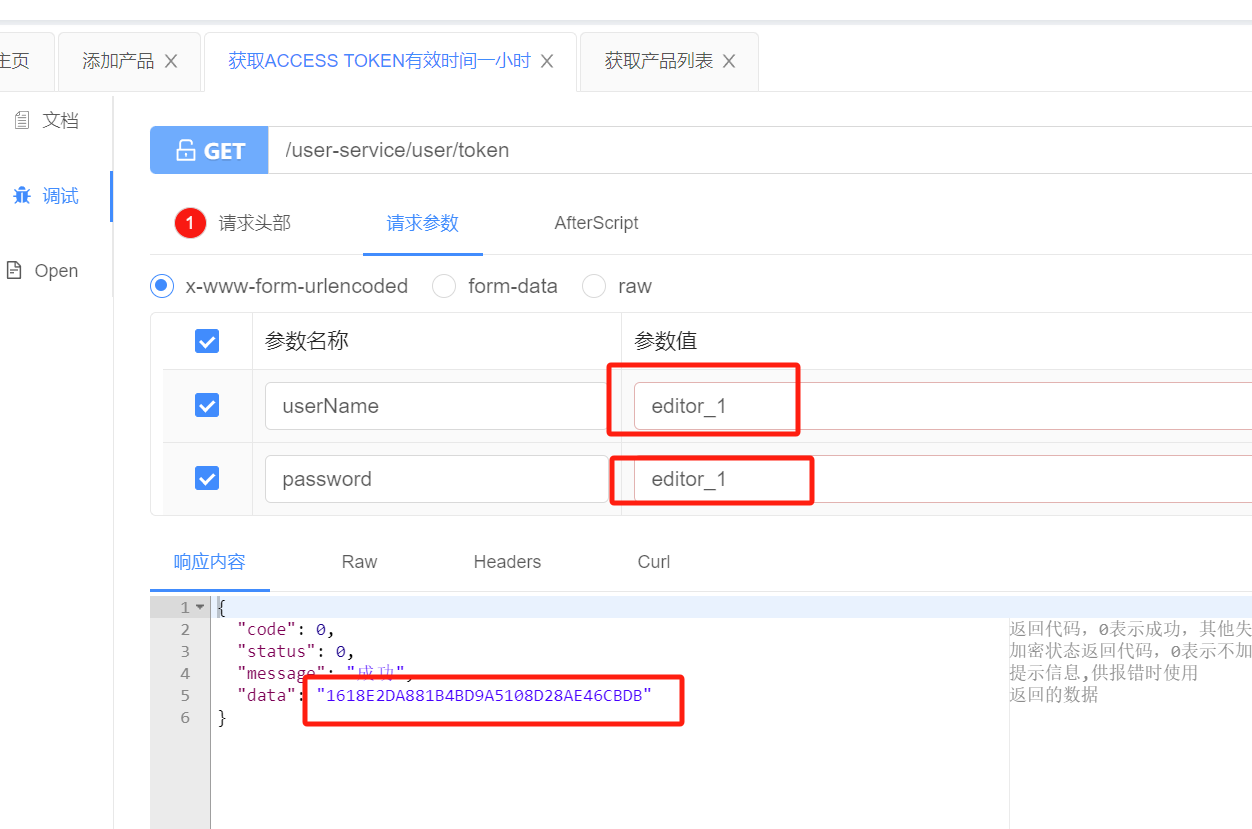 主页
添加产品
获取ACCESS TOKEN有效时间一小时
获取产品列表
文档
调试
Open
GET
/user-service/user/token
1 请求头部
请求参数
AfterScript
x-www-form-urlencoded
form-data
raw
参数名称
参数值
userName
editor_1
password
editor_1
响应内容
Raw
Headers
Curl
1 {
2 "code": 0, 返回代码，0表示成功，其他失
3 "status": 0, 加密状态返回代码，0表示不加
4 "message": "成功", 提示信息,供报错时使用
5 "data": "1618E2DA881B4BD9A5108D28AE46CBDB" 返回的数据
6 }